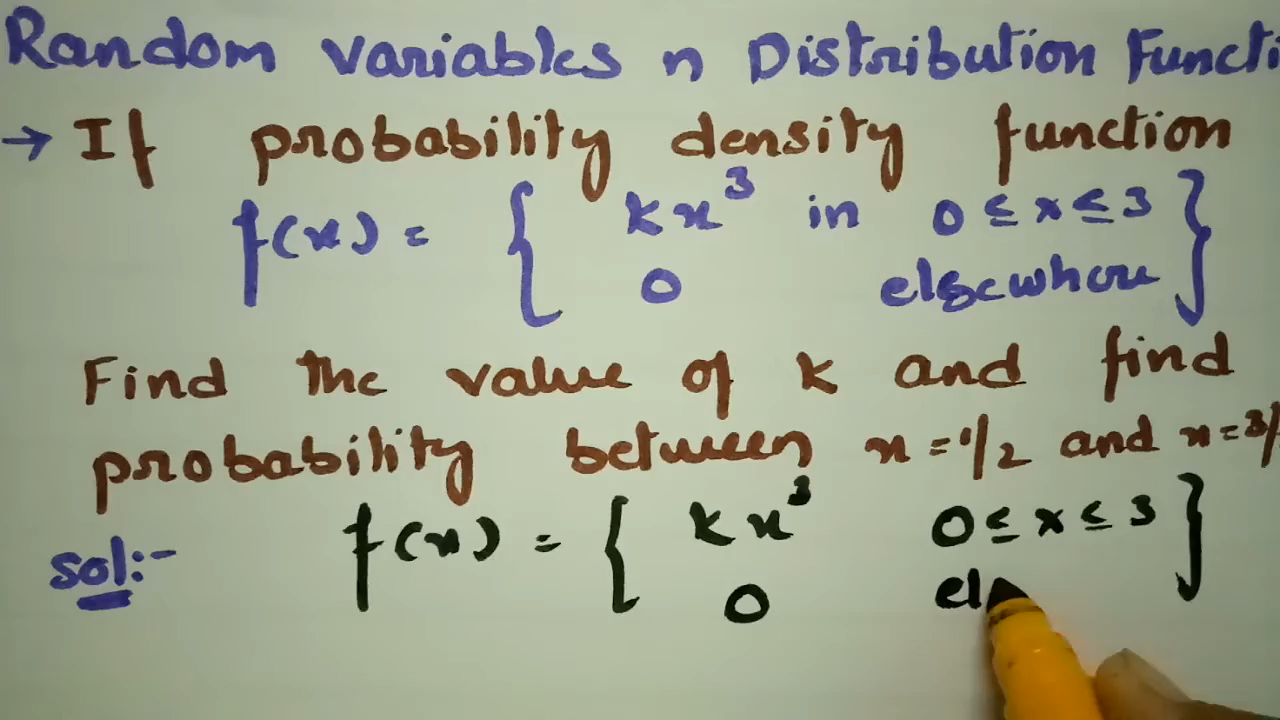 Random Variables n Distribution Functi
→ If probability density function
f(x) = { kx³ in 0 ≤ x ≤ 3
0 elsewhere }
Find the value of k and find
probability between x = 1/2 and x = 3/
sol:- f(x) = { kx³ 0 ≤ x ≤ 3
0 el }